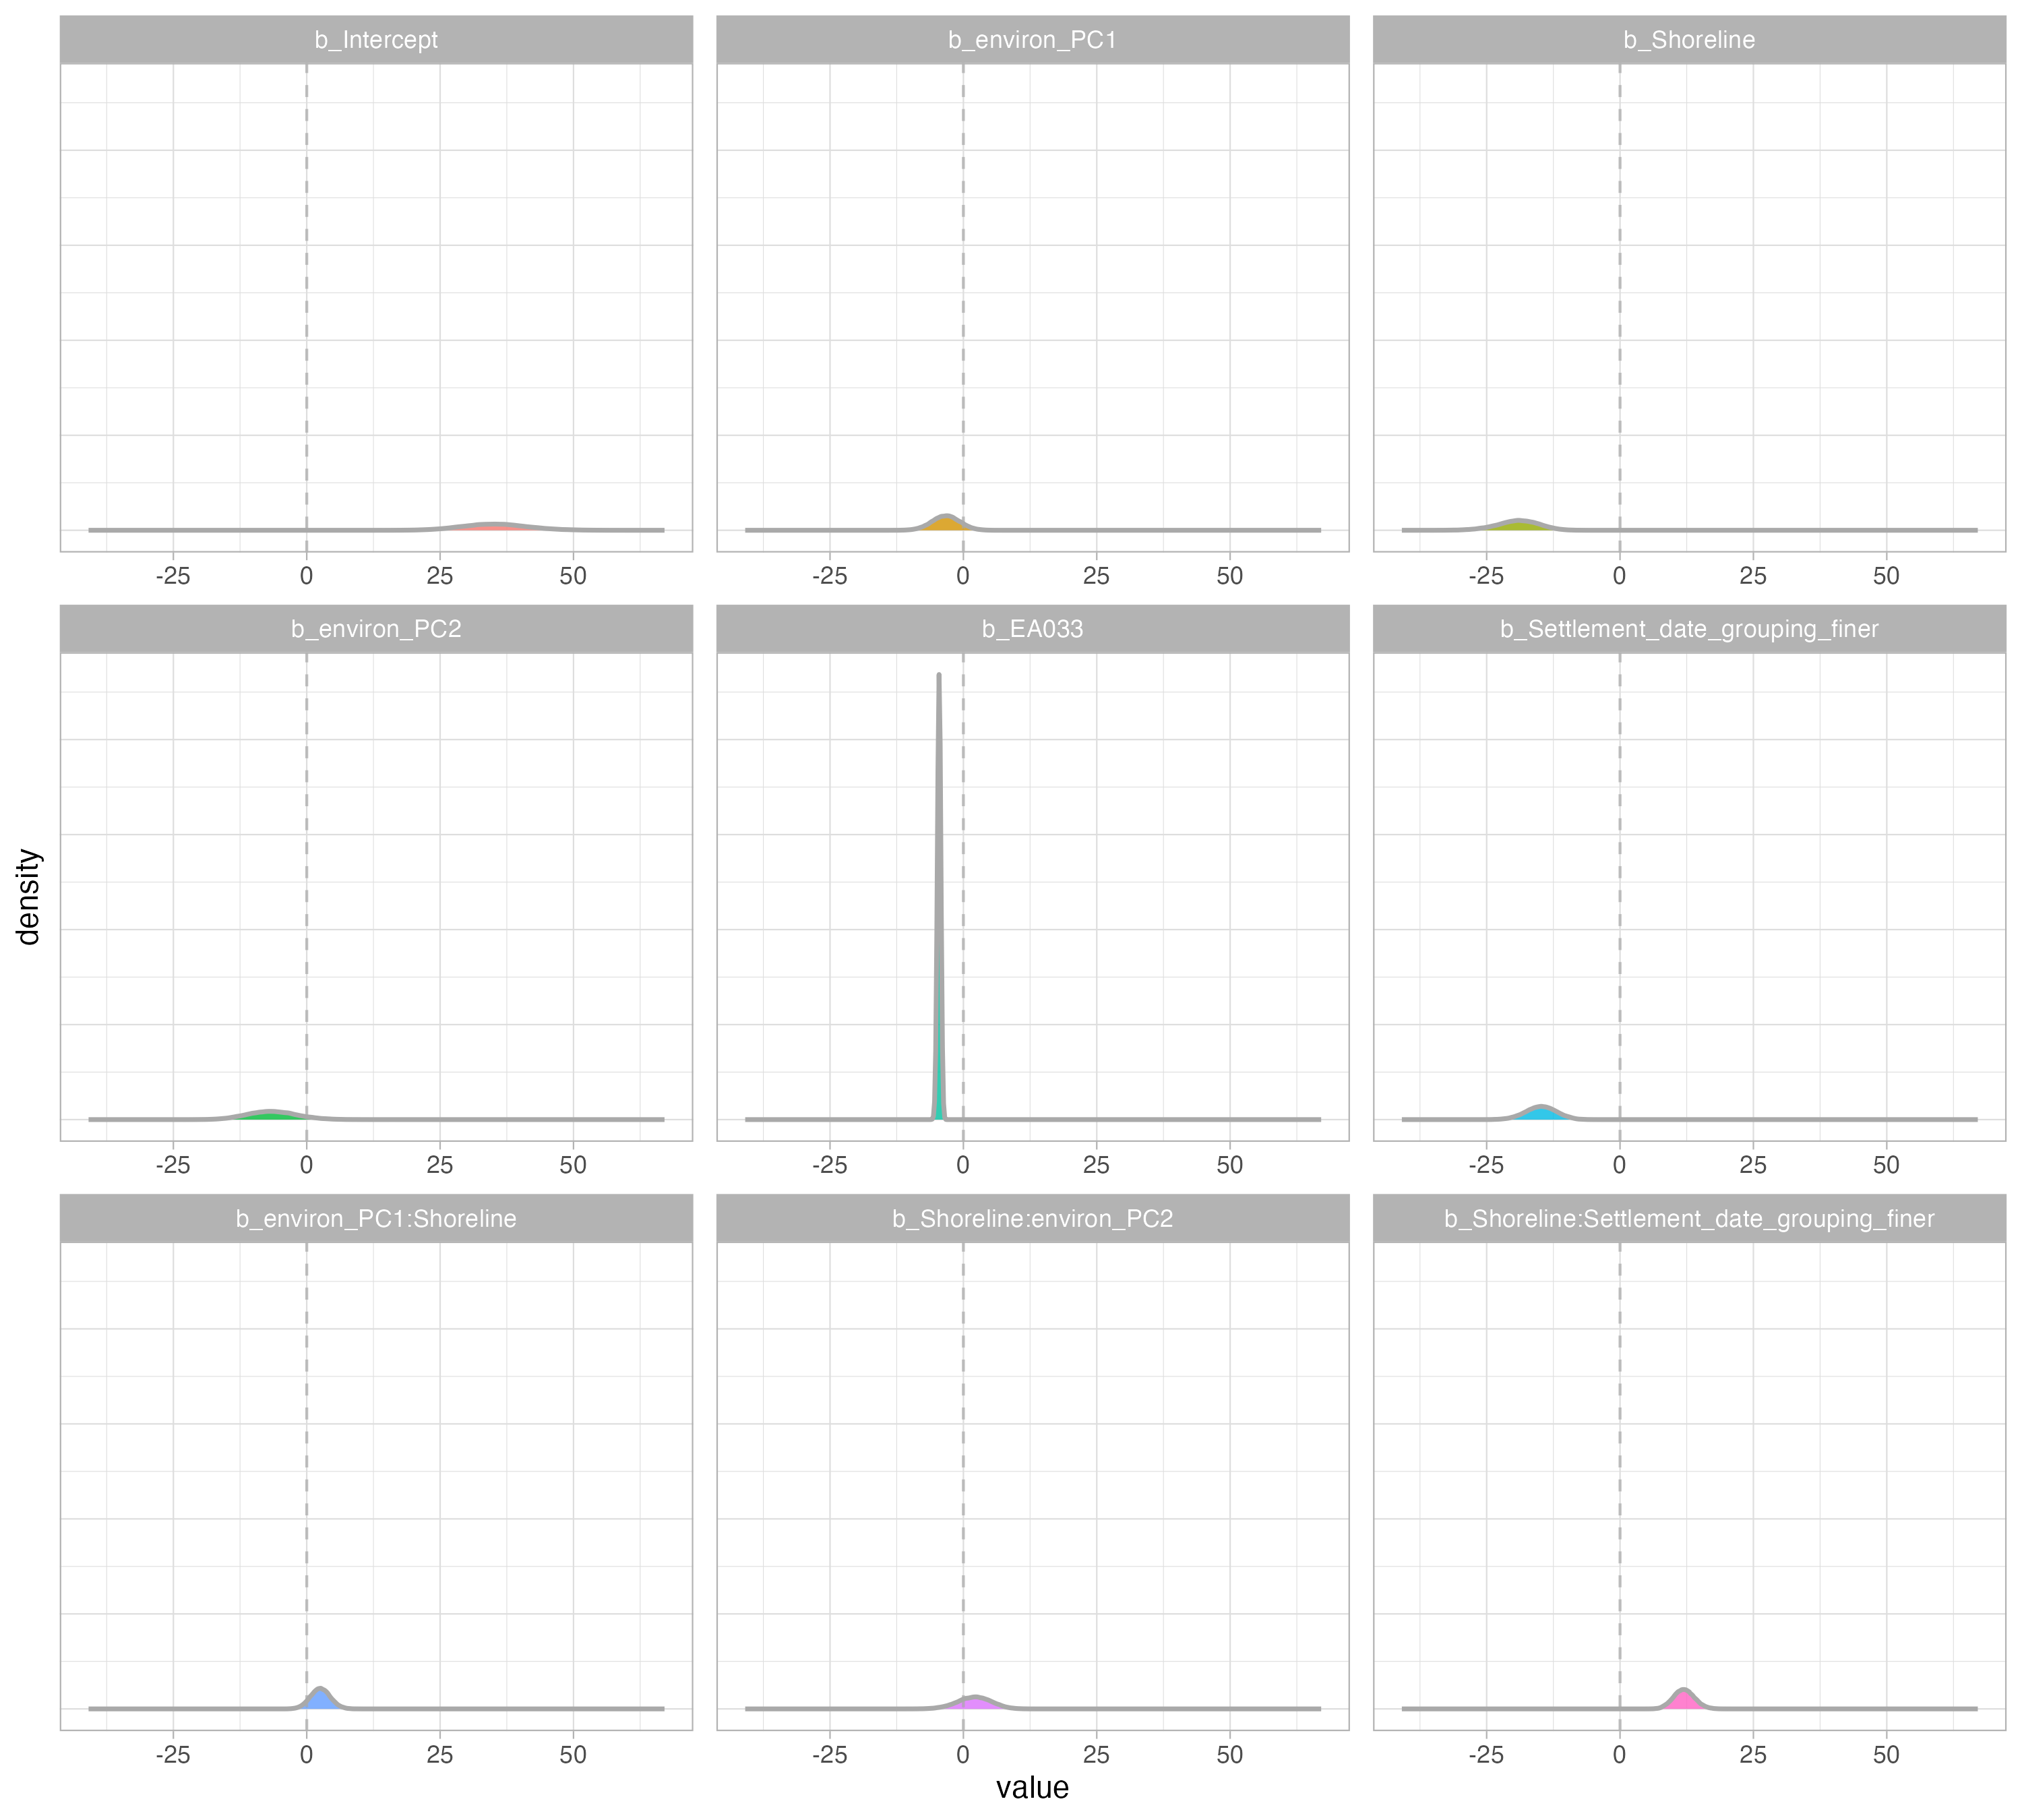 b_Intercept b_environ_PC1 b_Shoreline
-25 0 25 50 -25 0 25 50 -25 0 25 50
b_environ_PC2 b_EA033 b_Settlement_date_grouping_finer
density
-25 0 25 50 -25 0 25 50 -25 0 25 50
b_environ_PC1:Shoreline b_Shoreline:environ_PC2 b_Shoreline:Settlement_date_grouping_finer
-25 0 25 50 -25 0 25 50 -25 0 25 50
value